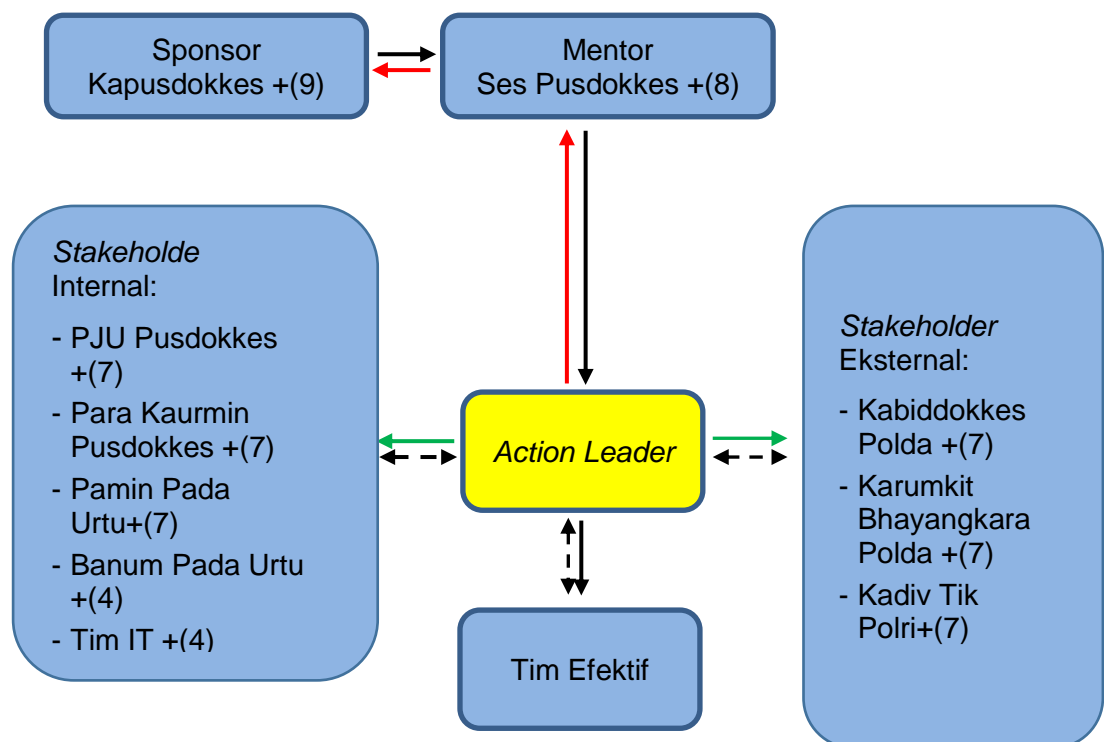 Sponsor
Kapusdokkes +(9)
Mentor
Ses Pusdokkes +(8)
Stakeholde
Internal:
- PJU Pusdokkes
+(7)
- Para Kaurmin
Pusdokkes +(7)
- Pamin Pada
Urtu+(7)
- Banum Pada Urtu
+(4)
- Tim IT +(4)
Action Leader
Stakeholder
Eksternal:
- Kabiddokkes
Polda +(7)
- Karumkit
Bhayangkara
Polda +(7)
- Kadiv Tik
Polri+(7)
Tim Efektif